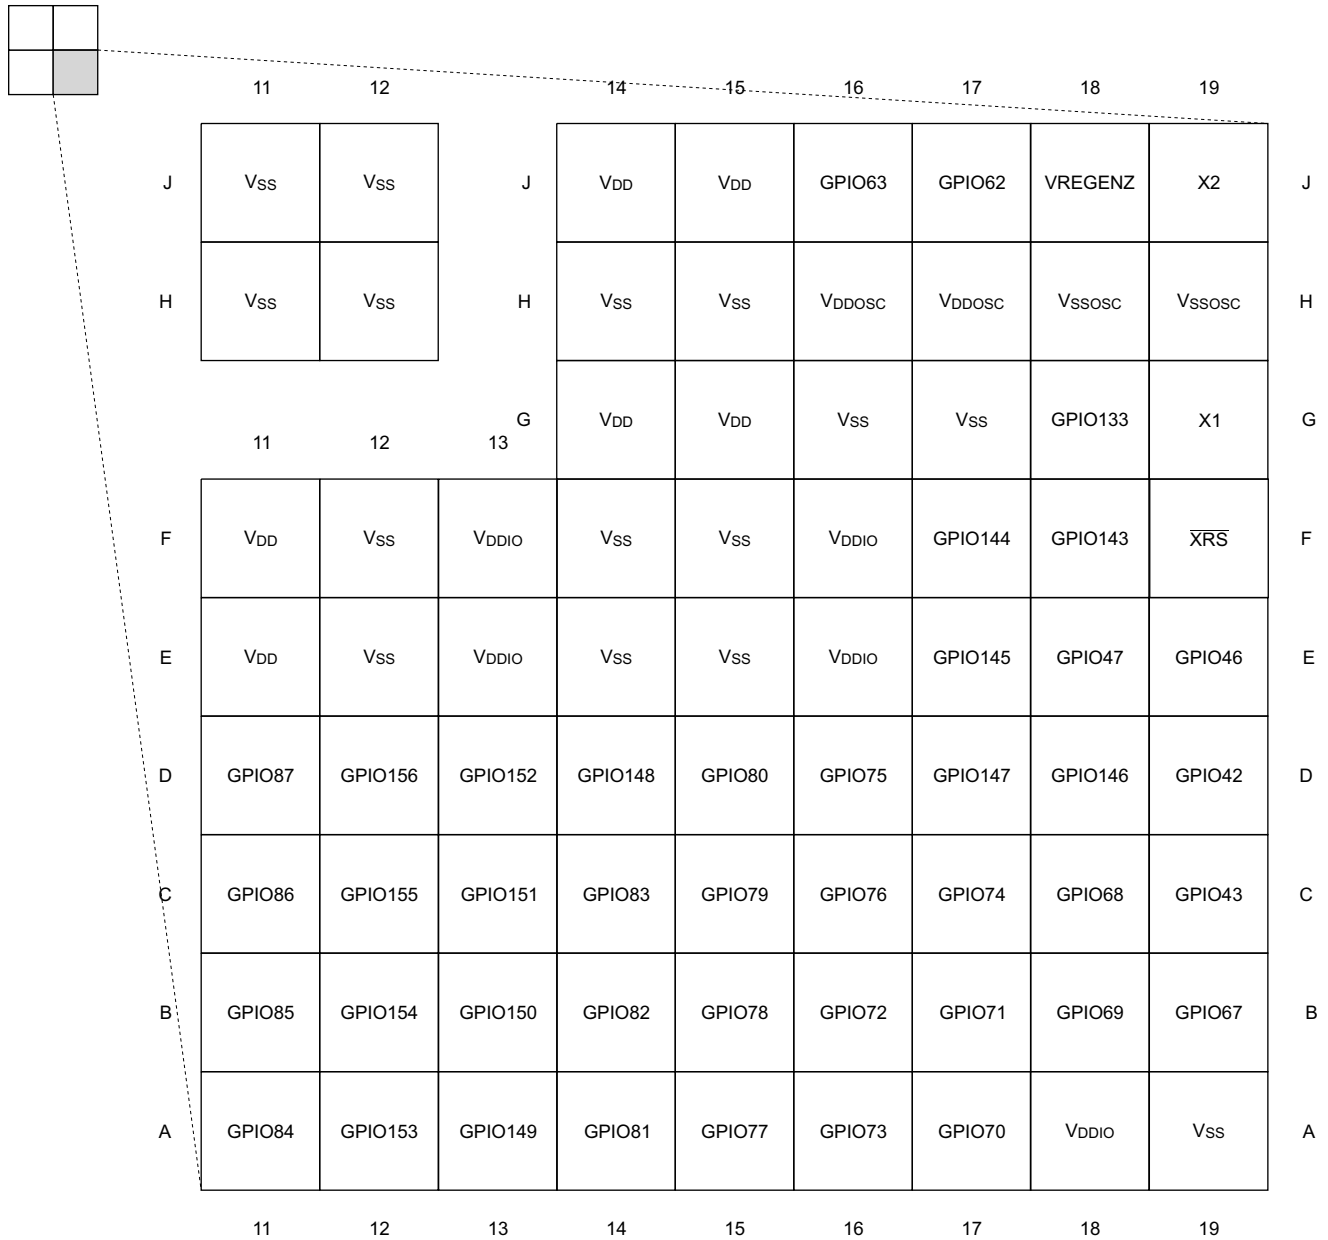 11 12 14 15 16 17 18 19
J VSS VSS J VDD VDD GPIO63 GPIO62 VREGENZ X2 J
H VSS VSS H VSS VSS VDDOSC VDDOSC VSSOSC VSSOSC H
G VDD VDD VSS VSS GPIO133 X1 G
11 12 13
F VDD VSS VDDIO VSS VSS VDDIO GPIO144 GPIO143 XRS F
E VDD VSS VDDIO VSS VSS VDDIO GPIO145 GPIO47 GPIO46 E
D GPIO87 GPIO156 GPIO152 GPIO148 GPIO80 GPIO75 GPIO147 GPIO146 GPIO42 D
C GPIO86 GPIO155 GPIO151 GPIO83 GPIO79 GPIO76 GPIO74 GPIO68 GPIO43 C
B GPIO85 GPIO154 GPIO150 GPIO82 GPIO78 GPIO72 GPIO71 GPIO69 GPIO67 B
A GPIO84 GPIO153 GPIO149 GPIO81 GPIO77 GPIO73 GPIO70 VDDIO VSS A
11 12 13 14 15 16 17 18 19